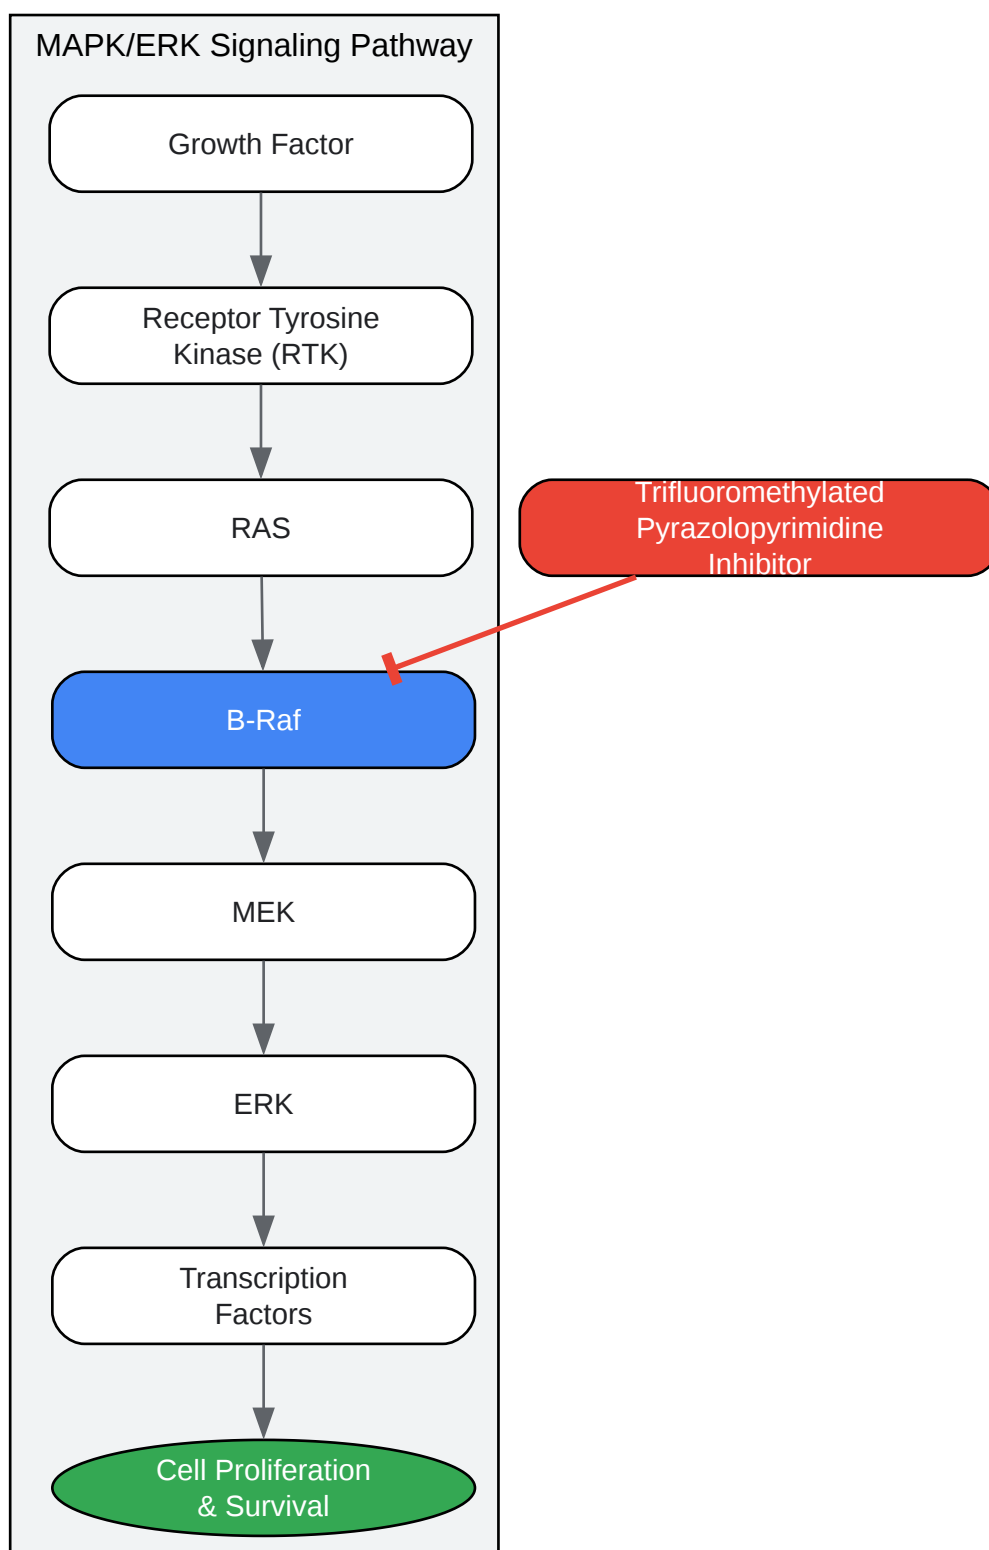 MAPK/ERK Signaling Pathway
Growth Factor
Receptor Tyrosine
Kinase (RTK)
RAS
Trifluoromethylated
Pyrazolopyrimidine
Inhibitor
B-Raf
MEK
ERK
Transcription
Factors
Cell Proliferation
& Survival